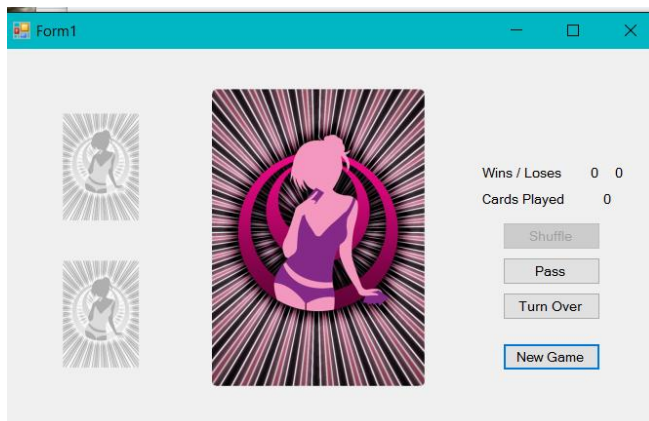 Form1
Wins / Loses 0 0
Cards Played 0
Shuffle
Pass
Turn Over
New Game